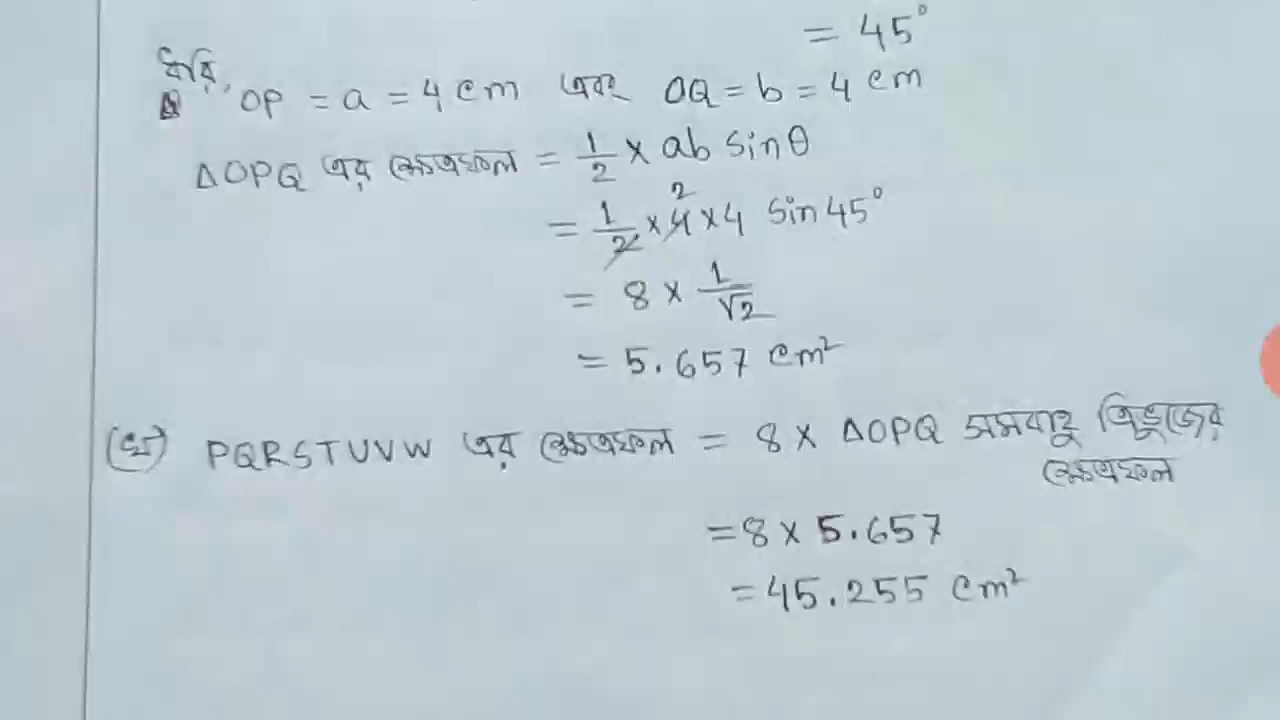 = 45°
ধরি,
OP = a = 4 cm এবং OQ = b = 4 cm
ΔOPQ এর ক্ষেত্রফল = 1/2 × ab sinθ
= 1/2 × 4 2 × 4 sin 45°
= 8 × 1/√2
= 5.657 cm²
(ঘ) PQRSTUVW এর ক্ষেত্রফল = 8 × ΔOPQ সমবাহু ত্রিভুজের
ক্ষেত্রফল
= 8 × 5.657
= 45.255 cm²